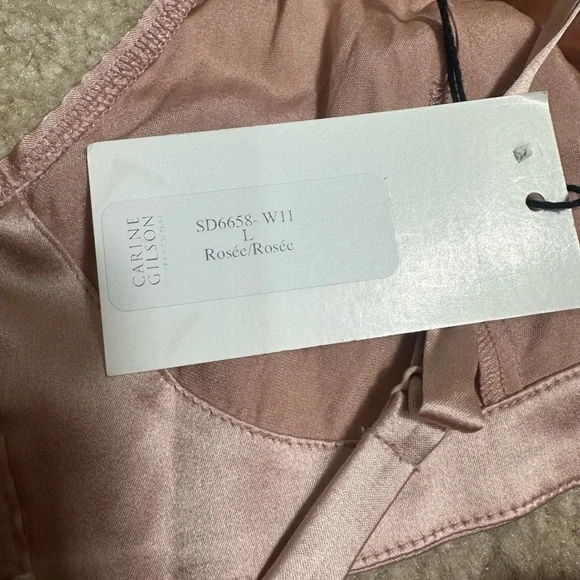 CARINE
GILSON
SD6658- W11
L
Rosée/Rosée